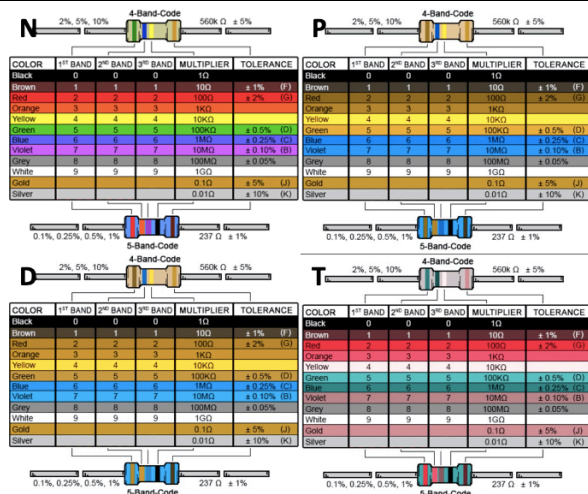 N
4-Band-Code
2%, 5%, 10% 560k Ω ± 5%
COLOR 1ST BAND 2ND BAND 3RD BAND MULTIPLIER TOLERANCE
Black 0 0 0 1Ω
Brown 1 1 1 10Ω ± 1% (F)
Red 2 2 2 100Ω ± 2% (G)
Orange 3 3 3 1KΩ
Yellow 4 4 4 10KΩ
Green 5 5 5 100KΩ ± 0.5% (D)
Blue 6 6 6 1MΩ ± 0.25% (C)
Violet 7 7 7 10MΩ ± 0.10% (B)
Grey 8 8 8 100MΩ ± 0.05%
White 9 9 9 1GΩ
Gold 0.1Ω ± 5% (J)
Silver 0.01Ω ± 10% (K)
0.1%, 0.25%, 0.5%, 1% 237 Ω ± 1%
5-Band-Code
P
4-Band-Code
2%, 5%, 10% 560k Ω ± 5%
COLOR 1ST BAND 2ND BAND 3RD BAND MULTIPLIER TOLERANCE
Black 0 0 0 1Ω
Brown 1 1 1 10Ω ± 1% (F)
Red 2 2 2 100Ω ± 2% (G)
Orange 3 3 3 1KΩ
Yellow 4 4 4 10KΩ
Green 5 5 5 100KΩ ± 0.5% (D)
Blue 6 6 6 1MΩ ± 0.25% (C)
Violet 7 7 7 10MΩ ± 0.10% (B)
Grey 8 8 8 100MΩ ± 0.05%
White 9 9 9 1GΩ
Gold 0.1Ω ± 5% (J)
Silver 0.01Ω ± 10% (K)
0.1%, 0.25%, 0.5%, 1% 237 Ω ± 1%
5-Band-Code
D
4-Band-Code
2%, 5%, 10% 560k Ω ± 5%
COLOR 1ST BAND 2ND BAND 3RD BAND MULTIPLIER TOLERANCE
Black 0 0 0 1Ω
Brown 1 1 1 10Ω ± 1% (F)
Red 2 2 2 100Ω ± 2% (G)
Orange 3 3 3 1KΩ
Yellow 4 4 4 10KΩ
Green 5 5 5 100KΩ ± 0.5% (D)
Blue 6 6 6 1MΩ ± 0.25% (C)
Violet 7 7 7 10MΩ ± 0.10% (B)
Grey 8 8 8 100MΩ ± 0.05%
White 9 9 9 1GΩ
Gold 0.1Ω ± 5% (J)
Silver 0.01Ω ± 10% (K)
0.1%, 0.25%, 0.5%, 1% 237 Ω ± 1%
5-Band-Code
T
4-Band-Code
2%, 5%, 10% 560k Ω ± 5%
COLOR 1ST BAND 2ND BAND 3RD BAND MULTIPLIER TOLERANCE
Black 0 0 0 1Ω
Brown 1 1 1 10Ω ± 1% (F)
Red 2 2 2 100Ω ± 2% (G)
Orange 3 3 3 1KΩ
Yellow 4 4 4 10KΩ
Green 5 5 5 100KΩ ± 0.5% (D)
Blue 6 6 6 1MΩ ± 0.25% (C)
Violet 7 7 7 10MΩ ± 0.10% (B)
Grey 8 8 8 100MΩ ± 0.05%
White 9 9 9 1GΩ
Gold 0.1Ω ± 5% (J)
Silver 0.01Ω ± 10% (K)
0.1%, 0.25%, 0.5%, 1% 237 Ω ± 1%
5-Band-Code